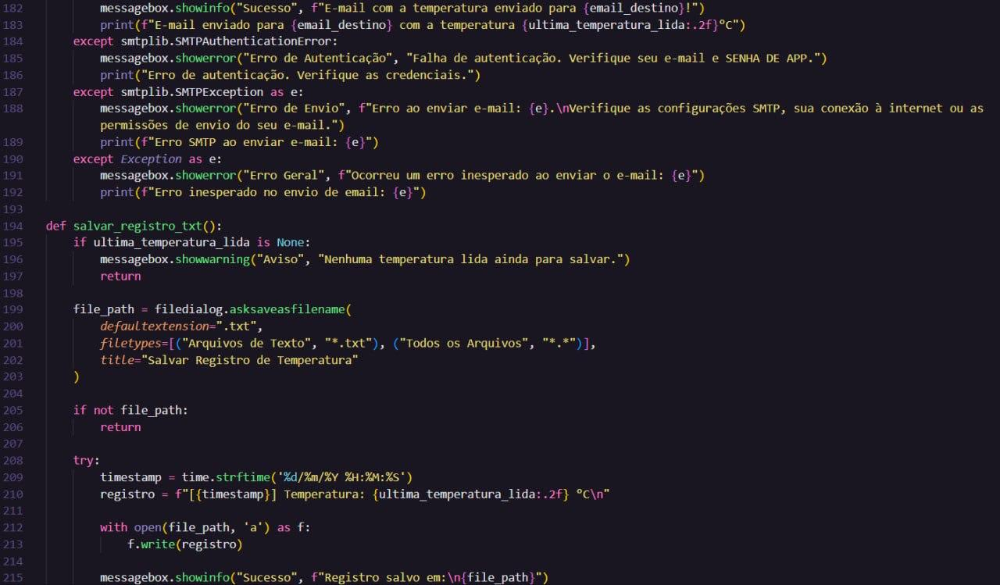 182 messagebox.showinfo("Sucesso", f"E-mail com a temperatura enviado para {email_destino}!")
183 print(f"E-mail enviado para {email_destino} com a temperatura {ultima_temperatura_lida:.2f}ºC")
184 except smtplib.SMTPAuthenticationError:
185 messagebox.showerror("Erro de Autenticação", "Falha de autenticação. Verifique seu e-mail e SENHA DE APP.")
186 print("Erro de autenticação. Verifique as credenciais.")
187 except smtplib.SMTPException as e:
188 messagebox.showerror("Erro de Envio", f"Erro ao enviar e-mail: {e}.\nVerifique as configurações SMTP, sua conexão à internet ou as
permissões de envio do seu e-mail.")
189 print(f"Erro SMTP ao enviar e-mail: {e}")
190 except Exception as e:
191 messagebox.showerror("Erro Geral", f"Ocorreu um erro inesperado ao enviar o e-mail: {e}")
192 print(f"Erro inesperado no envio de email: {e}")
193
194 def salvar_registro_txt():
195 if ultima_temperatura_lida is None:
196 messagebox.showwarning("Aviso", "Nenhuma temperatura lida ainda para salvar.")
197 return
198
199 file_path = filedialog.asksaveasfilename(
200 defaultextension=".txt",
201 filetypes=[("Arquivos de Texto", "*.txt"), ("Todos os Arquivos", "*.*")],
202 title="Salvar Registro de Temperatura"
203 )
204
205 if not file_path:
206 return
207
208 try:
209 timestamp = time.strftime('%d/%m/%Y %H:%M:%S')
210 registro = f"[{timestamp}] Temperatura: {ultima_temperatura_lida:.2f} ºC\n"
211
212 with open(file_path, 'a') as f:
213 f.write(registro)
214
215 messagebox.showinfo("Sucesso", f"Registro salvo em:\n{file_path}")